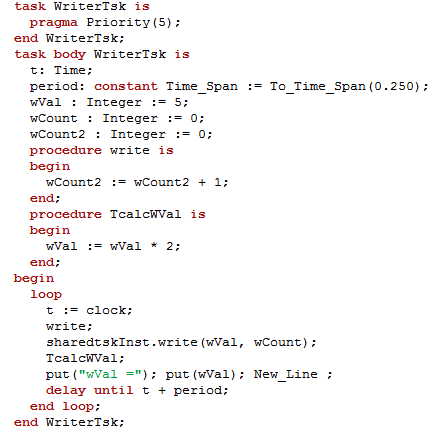 task WriterTsk is
  pragma Priority(5);
end WriterTsk;
task body WriterTsk is
  t: Time;
  period: constant Time_Span := To_Time_Span(0.250);
  wVal : Integer := 5;
  wCount : Integer := 0;
  wCount2 : Integer := 0;
  procedure write is
  begin
    wCount2 := wCount2 + 1;
  end;
  procedure TcalcWVal is
  begin
    wVal := wVal * 2;
  end;
begin
  loop
    t := clock;
    write;
    sharedtskInst.write(wVal, wCount);
    TcalcWVal;
    put("wVal ="); put(wVal); New_Line ;
    delay until t + period;
  end loop;
end WriterTsk;